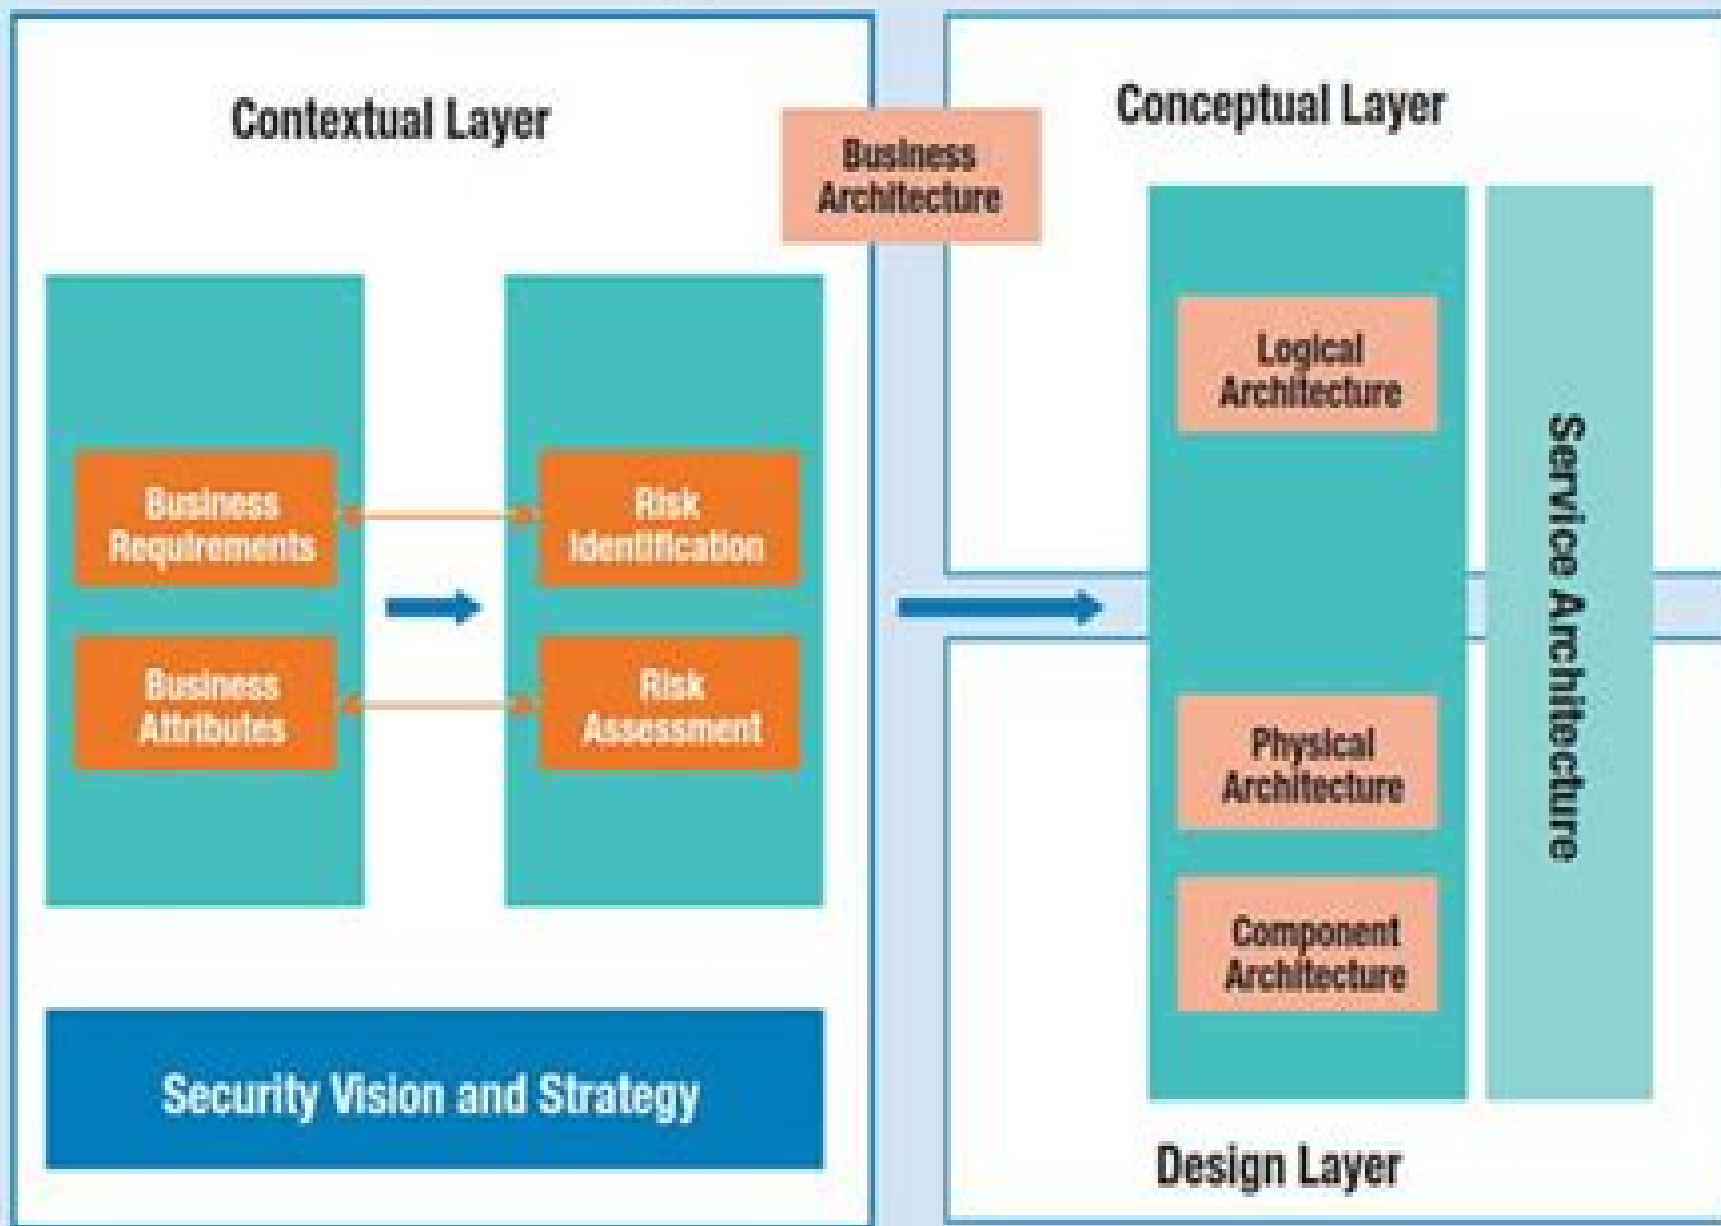 Contextual Layer
Business
Architecture
Conceptual Layer
Business
Requirements
Risk
Identification
Business
Attributes
Risk
Assessment
Security Vision and Strategy
Logical
Architecture
Physical
Architecture
Component
Architecture
Service Architecture
Design Layer